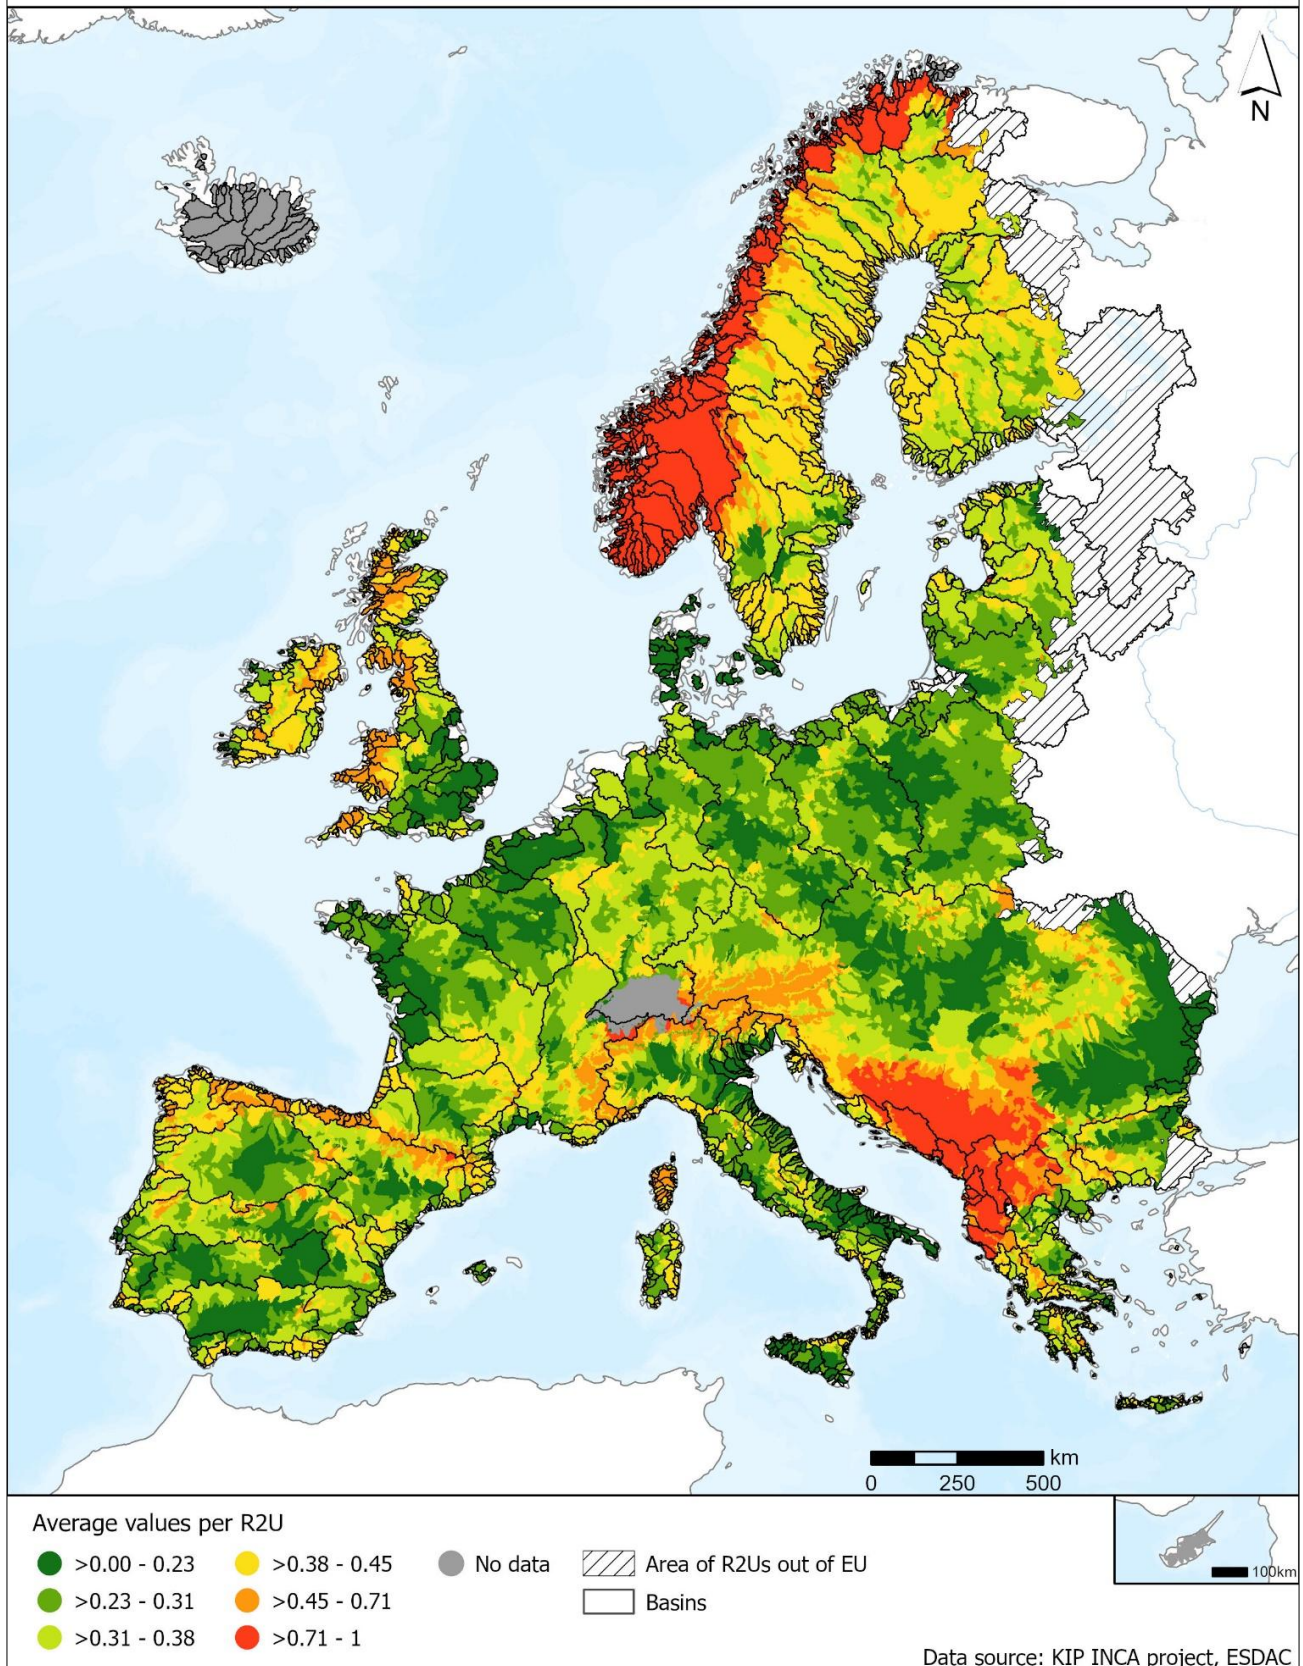 N
km
0 250 500
Average values per R2U
>0.00 - 0.23
>0.23 - 0.31
>0.31 - 0.38
>0.38 - 0.45
>0.45 - 0.71
>0.71 - 1
No data
Area of R2Us out of EU
Basins
100km
Data source: KIP INCA project, ESDAC